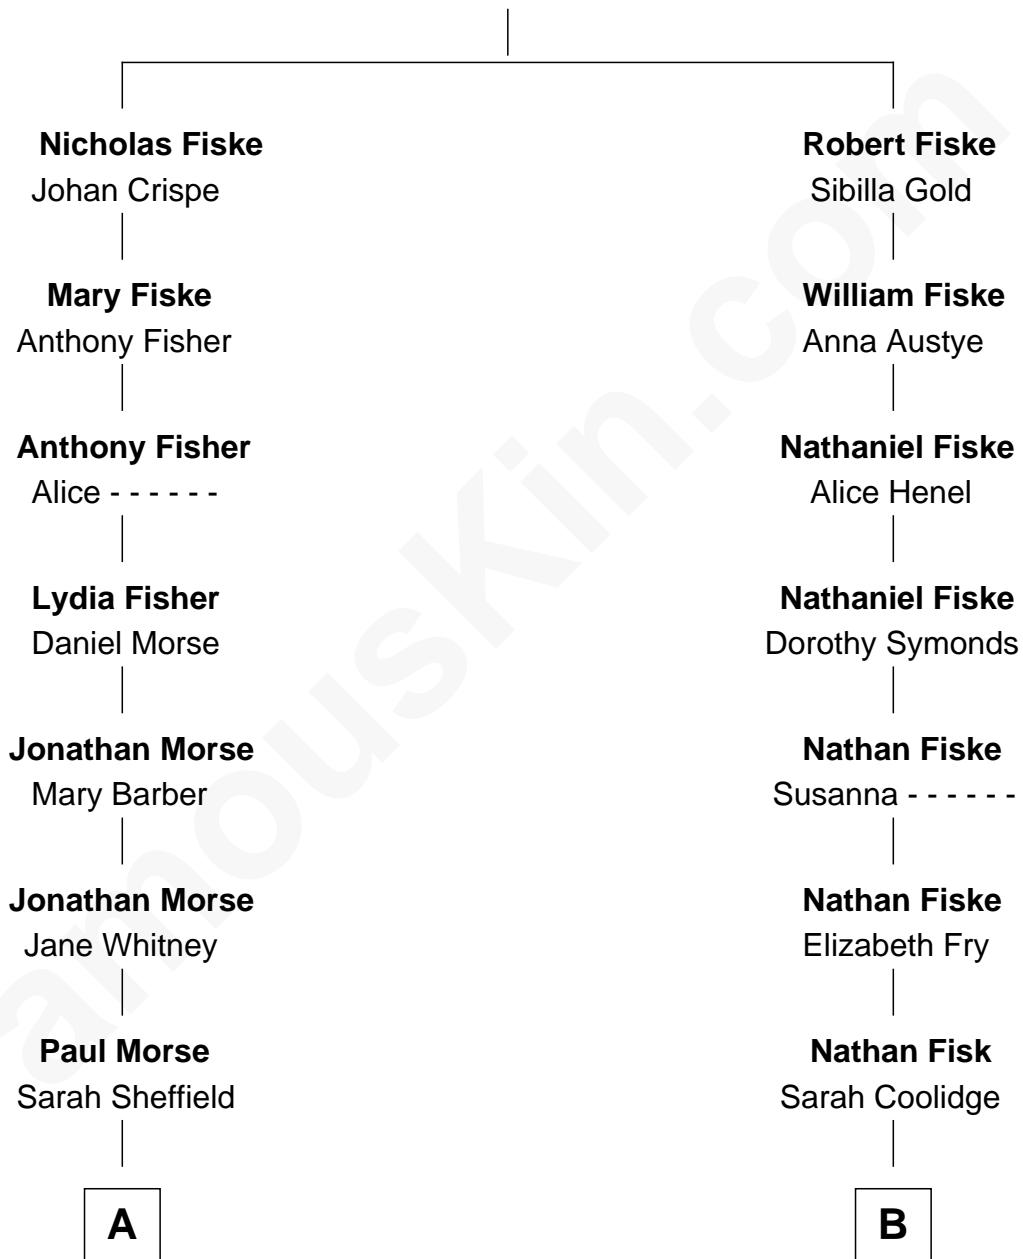 Nicholas Fiske
Johan Crispe
Mary Fiske
Anthony Fisher
Anthony Fisher
Alice - - - - - -
Lydia Fisher
Daniel Morse
Jonathan Morse
Mary Barber
Jonathan Morse
Jane Whitney
Paul Morse
Sarah Sheffield
A
Robert Fiske
Sibilla Gold
William Fiske
Anna Austye
Nathaniel Fiske
Alice Henel
Nathaniel Fiske
Dorothy Symonds
Nathan Fiske
Susanna - - - - - -
Nathan Fiske
Elizabeth Fry
Nathan Fisk
Sarah Coolidge
B
amouskin.com